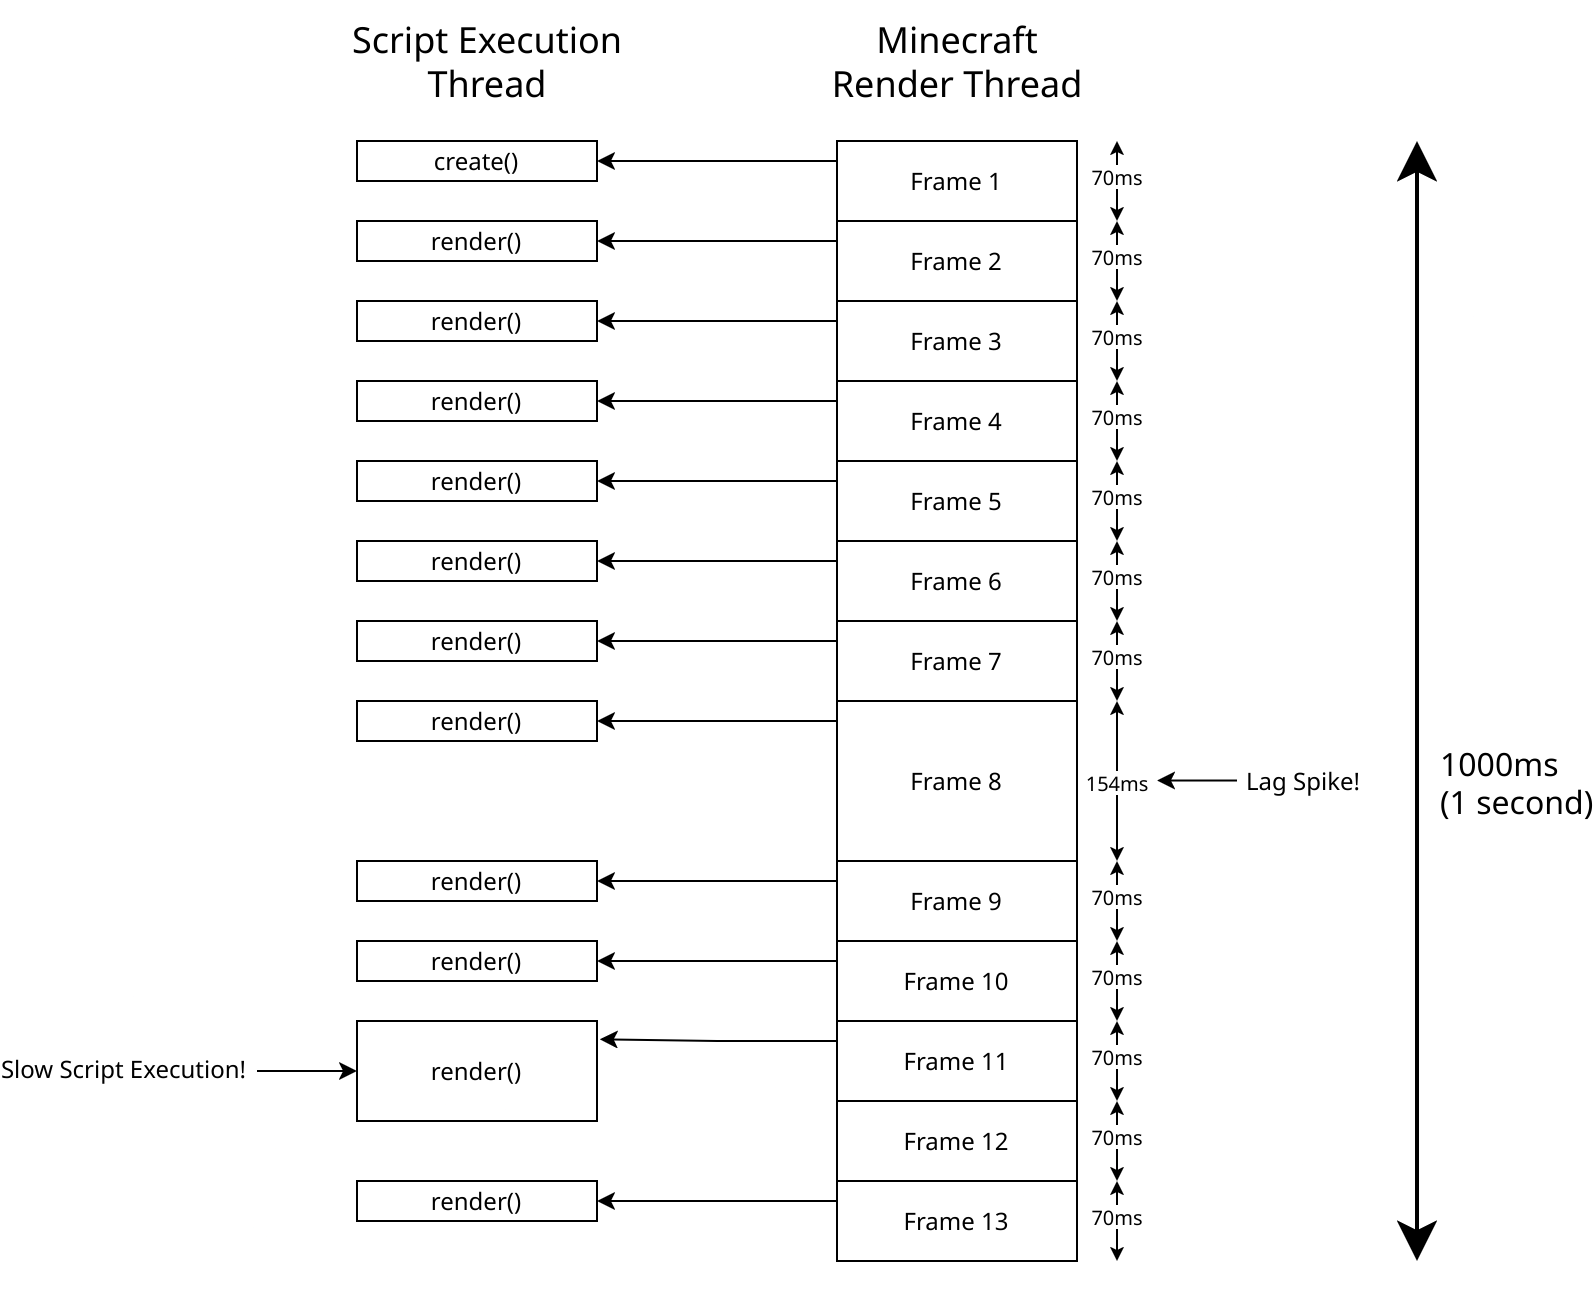 Script Execution
Thread
Minecraft
Render Thread
create()
Frame 1
70ms
render()
Frame 2
70ms
render()
Frame 3
70ms
render()
Frame 4
70ms
render()
Frame 5
70ms
render()
Frame 6
70ms
render()
Frame 7
70ms
render()
Frame 8
154ms
Lag Spike!
1000ms
(1 second)
render()
Frame 9
70ms
render()
Frame 10
70ms
Slow Script Execution!
render()
Frame 11
70ms
Frame 12
70ms
render()
Frame 13
70ms